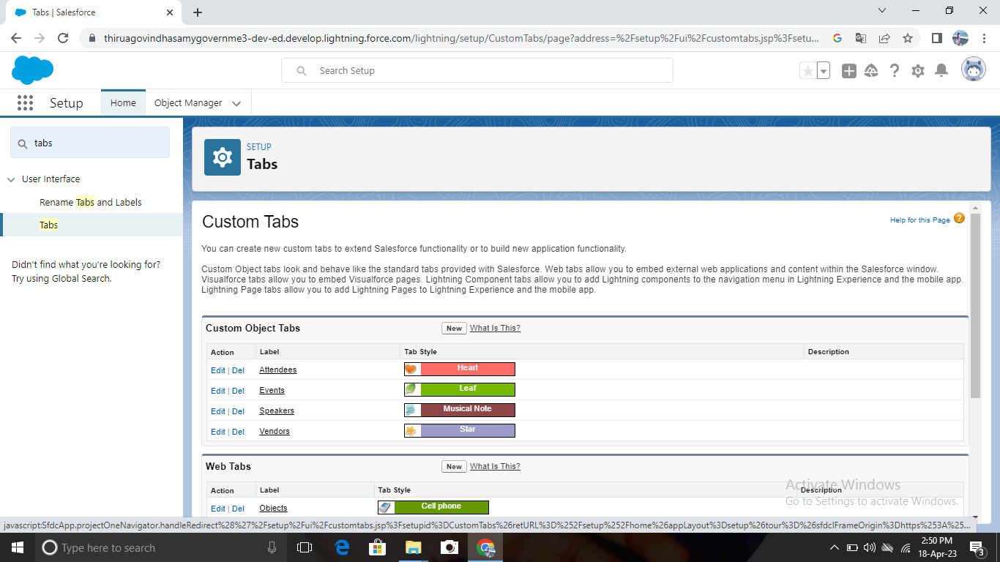 Tabs | Salesforce
thiruagovindhasamygovernme3-dev-ed.develop.lightning.force.com/lightning/setup/CustomTabs/page?address=%2Fsetup%2Fui%2Fcustomtabs.jsp%3Fsetu...
Search Setup
Setup
Home
Object Manager
tabs
User Interface
Rename Tabs and Labels
Tabs
Didn't find what you're looking for?
Try using Global Search.
SETUP
Tabs
Custom Tabs
Help for this Page ?
You can create new custom tabs to extend Salesforce functionality or to build new application functionality.
Custom Object tabs look and behave like the standard tabs provided with Salesforce. Web tabs allow you to embed external web applications and content within the Salesforce window.
Visualforce tabs allow you to embed Visualforce pages. Lightning Component tabs allow you to add Lightning components to the navigation menu in Lightning Experience and the mobile app.
Lightning Page tabs allow you to add Lightning Pages to Lightning Experience and the mobile app.
Custom Object Tabs New What Is This?
Action Label Tab Style Description
Edit | Del Attendees Heart
Edit | Del Events Leaf
Edit | Del Speakers Musical Note
Edit | Del Vendors Star
Web Tabs New What Is This?
Action Label Tab Style Description
Edit | Del Objects Cell phone
Activate Windows
Go to Settings to activate Windows.
javascript:SfdcApp.projectOneNavigator.handleRedirect%28%27%2Fsetup%2Fui%2Fcustomtabs.jsp%3Fsetupid%3DCustomTabs%26retURL%3D%252Fsetup%252Fhome%26appLayout%3Dsetup%26tour%3D%26sfdcIFrameOrigin%3Dhttps%253A%25...
Type here to search
2:50 PM
18-Apr-23
3